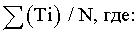 ∑(Ti) / N, где: